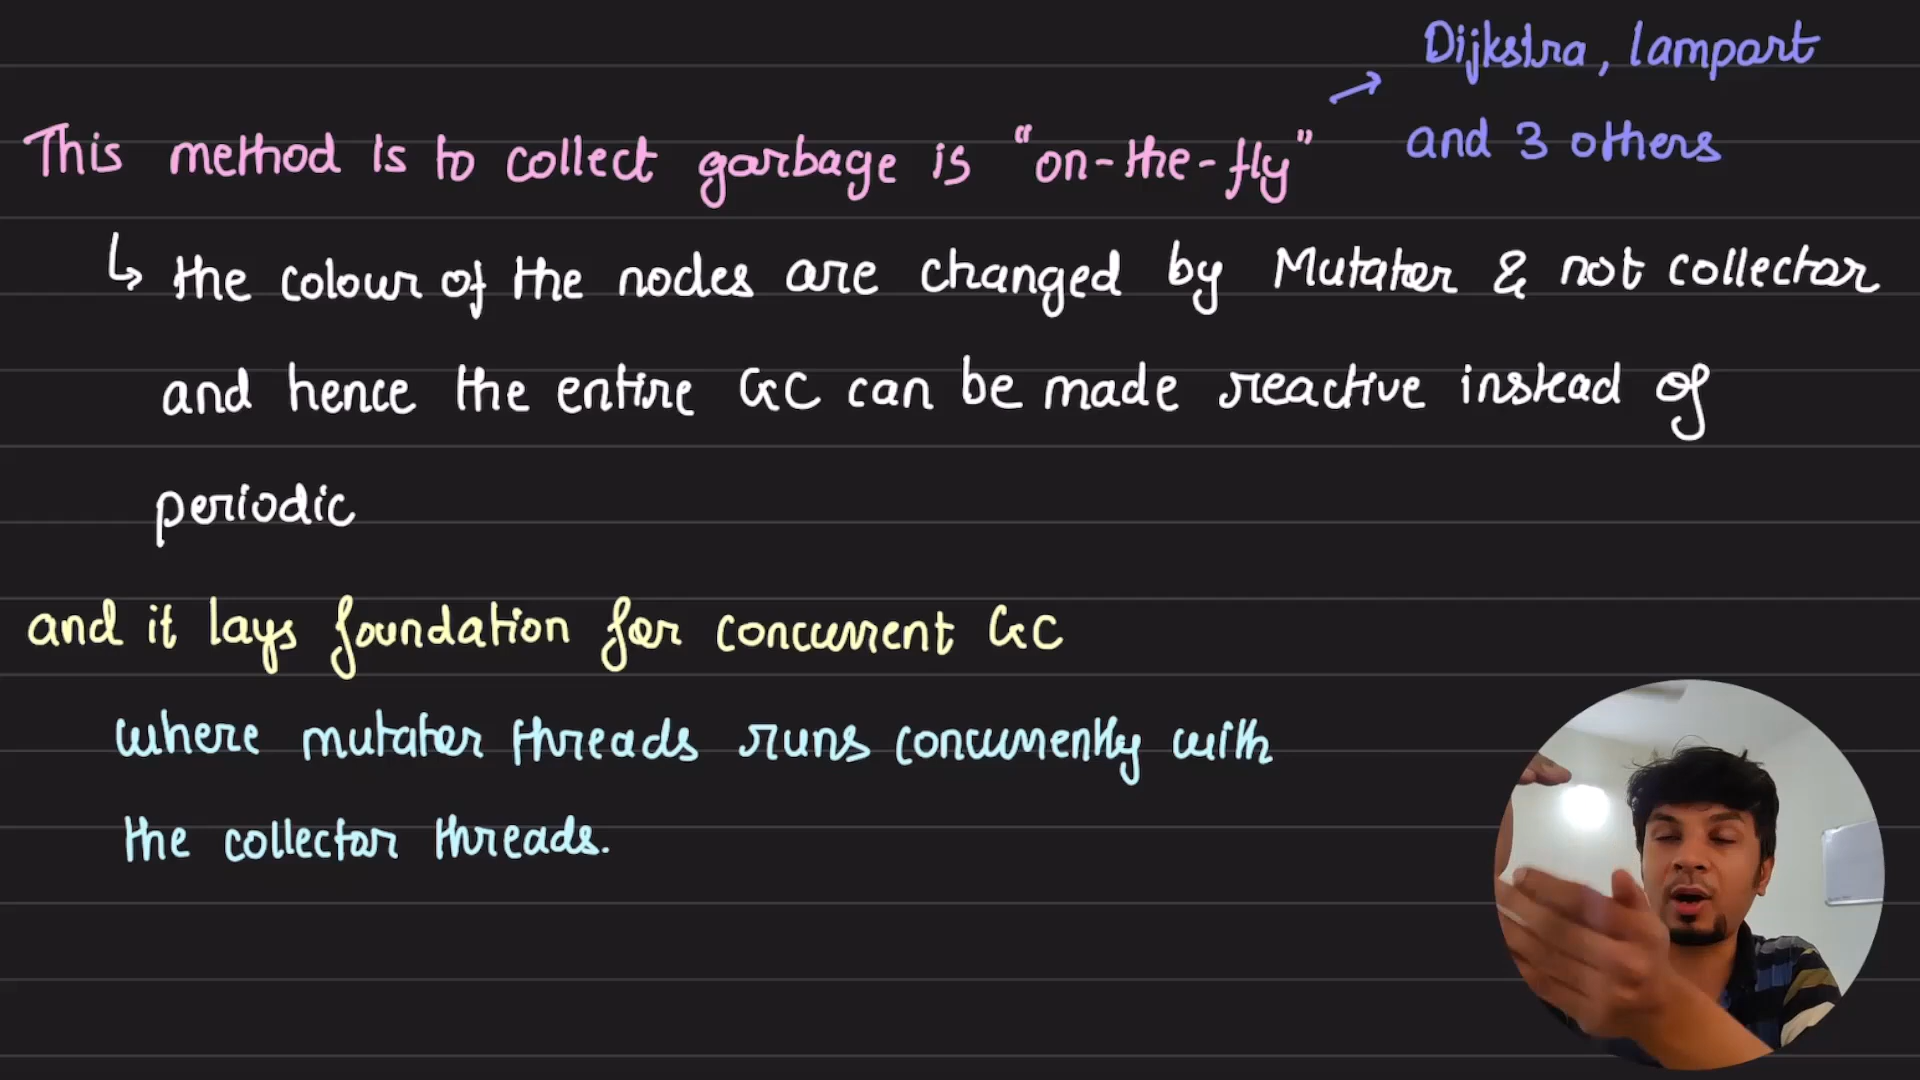 Dijkstra, lamport
and 3 others
This method is to collect garbage is "on-the-fly"
the colour of the nodes are changed by Mutater & not collector
and hence the entire GC can be made reactive instead of
periodic
and it lays foundation for concurrent GC
where mutater threads runs concurrently with
the collector threads.